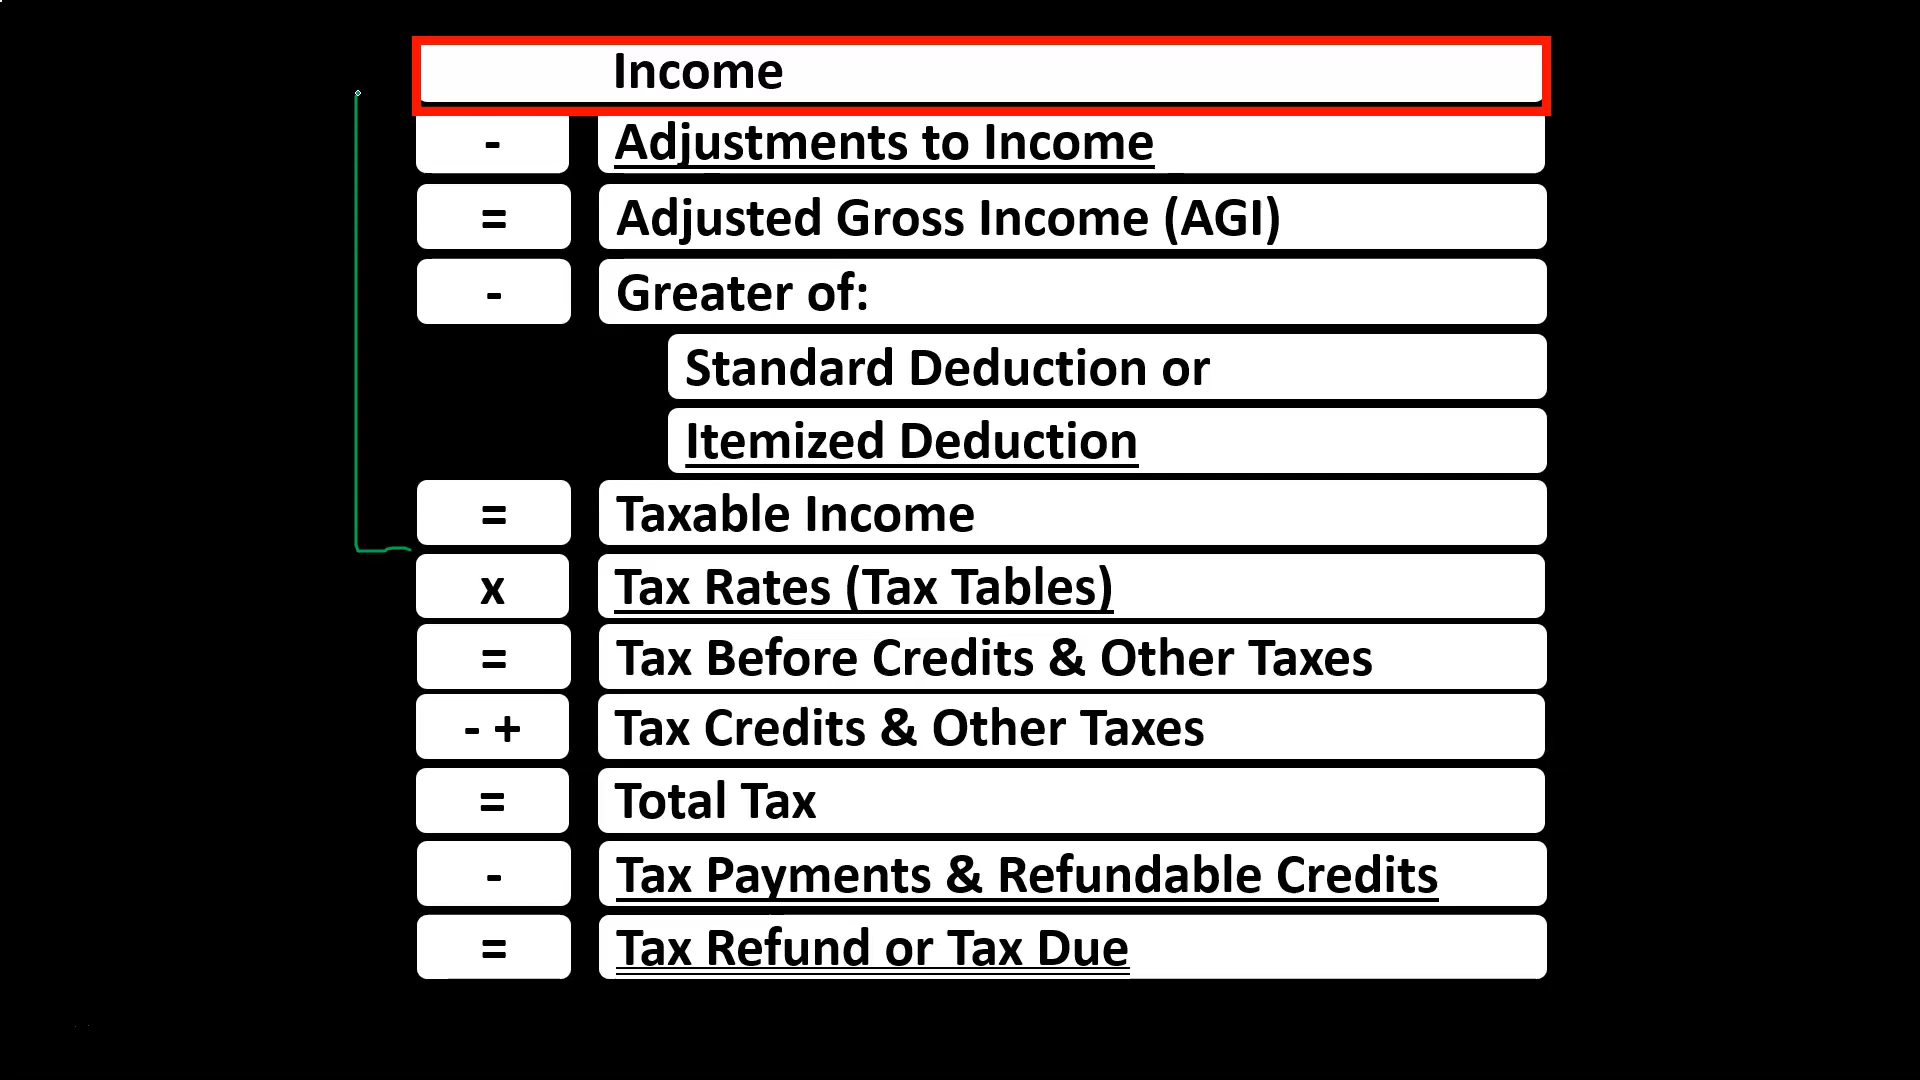 Income
- Adjustments to Income
= Adjusted Gross Income (AGI)
- Greater of:
Standard Deduction or
Itemized Deduction
= Taxable Income
x Tax Rates (Tax Tables)
= Tax Before Credits & Other Taxes
- + Tax Credits & Other Taxes
= Total Tax
- Tax Payments & Refundable Credits
= Tax Refund or Tax Due